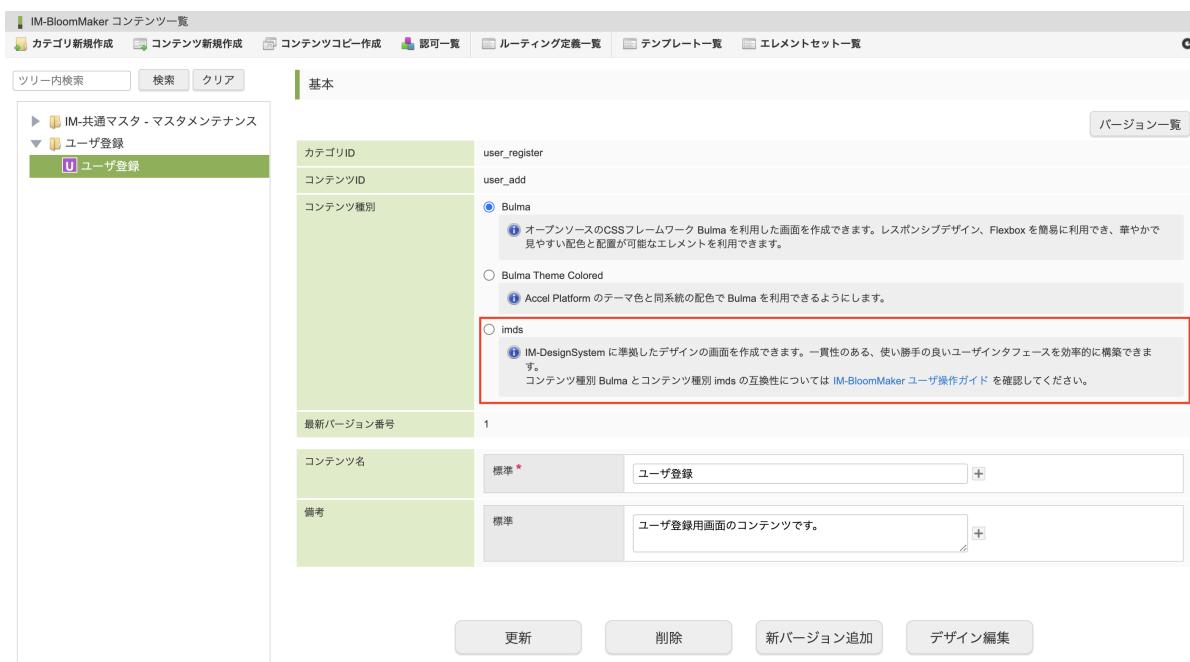 IM-BloomMaker コンテンツ一覧
カテゴリ新規作成 コンテンツ新規作成 コンテンツコピー作成 認可一覧 ルーティング定義一覧 テンプレート一覧 エレメントセット一覧
ツリー内検索 検索 クリア
IM-共通マスタ - マスタメンテナンス
ユーザ登録
U ユーザ登録
基本
バージョン一覧
カテゴリID user_register
コンテンツID user_add
コンテンツ種別 Bulma
オープンソースのCSSフレームワーク Bulma を利用した画面を作成できます。レスポンシブデザイン、Flexbox を簡易に利用でき、華やかで
見やすい配色と配置が可能なエレメントを利用できます。
Bulma Theme Colored
Accel Platform のテーマ色と同系統の配色で Bulma を利用できるようにします。
imds
IM-DesignSystem に準拠したデザインの画面を作成できます。一貫性のある、使い勝手の良いユーザインタフェースを効率的に構築できま
す。
コンテンツ種別 Bulma とコンテンツ種別 imds の互換性については IM-BloomMaker ユーザ操作ガイド を確認してください。
最新バージョン番号 1
コンテンツ名 標準 * ユーザ登録
備考 標準 ユーザ登録用画面のコンテンツです。
更新 削除 新バージョン追加 デザイン編集